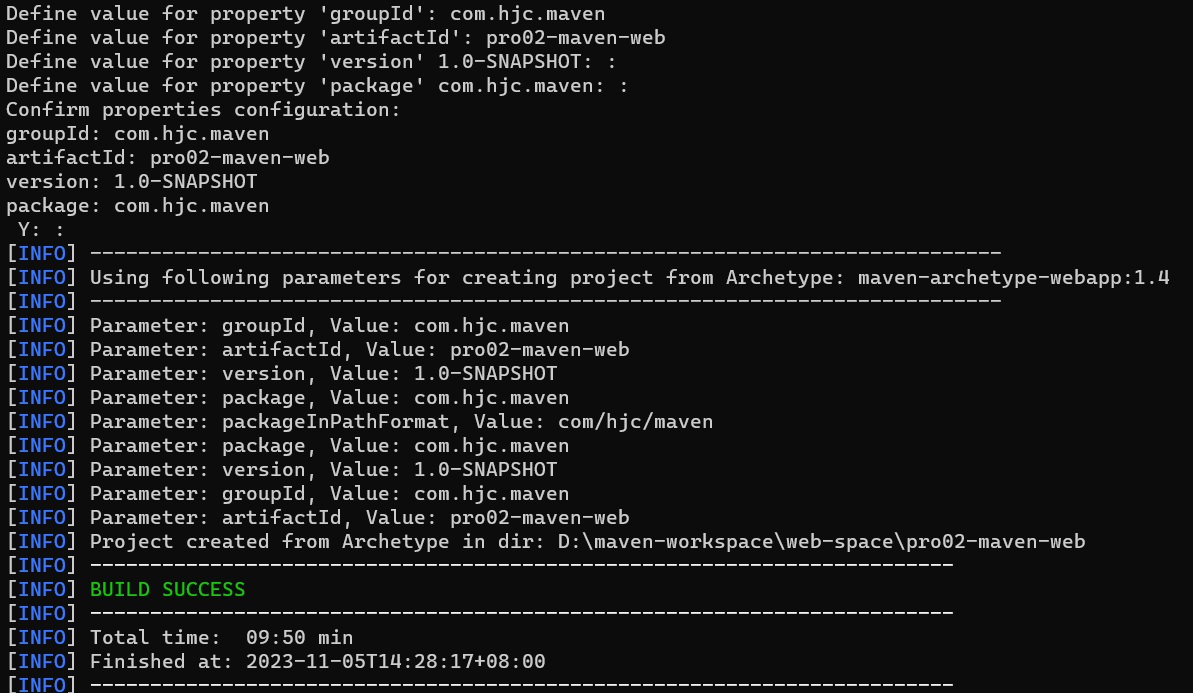 Define value for property 'groupId': com.hjc.maven
Define value for property 'artifactId': pro02-maven-web
Define value for property 'version' 1.0-SNAPSHOT: :
Define value for property 'package' com.hjc.maven: :
Confirm properties configuration:
groupId: com.hjc.maven
artifactId: pro02-maven-web
version: 1.0-SNAPSHOT
package: com.hjc.maven
 Y: :
[INFO] ----------------------------------------------------------------------------
[INFO] Using following parameters for creating project from Archetype: maven-archetype-webapp:1.4
[INFO] ----------------------------------------------------------------------------
[INFO] Parameter: groupId, Value: com.hjc.maven
[INFO] Parameter: artifactId, Value: pro02-maven-web
[INFO] Parameter: version, Value: 1.0-SNAPSHOT
[INFO] Parameter: package, Value: com.hjc.maven
[INFO] Parameter: packageInPathFormat, Value: com/hjc/maven
[INFO] Parameter: package, Value: com.hjc.maven
[INFO] Parameter: version, Value: 1.0-SNAPSHOT
[INFO] Parameter: groupId, Value: com.hjc.maven
[INFO] Parameter: artifactId, Value: pro02-maven-web
[INFO] Project created from Archetype in dir: D:\maven-workspace\web-space\pro02-maven-web
[INFO] ------------------------------------------------------------------------
[INFO] BUILD SUCCESS
[INFO] ------------------------------------------------------------------------
[INFO] Total time:  09:50 min
[INFO] Finished at: 2023-11-05T14:28:17+08:00
[INFO] ------------------------------------------------------------------------